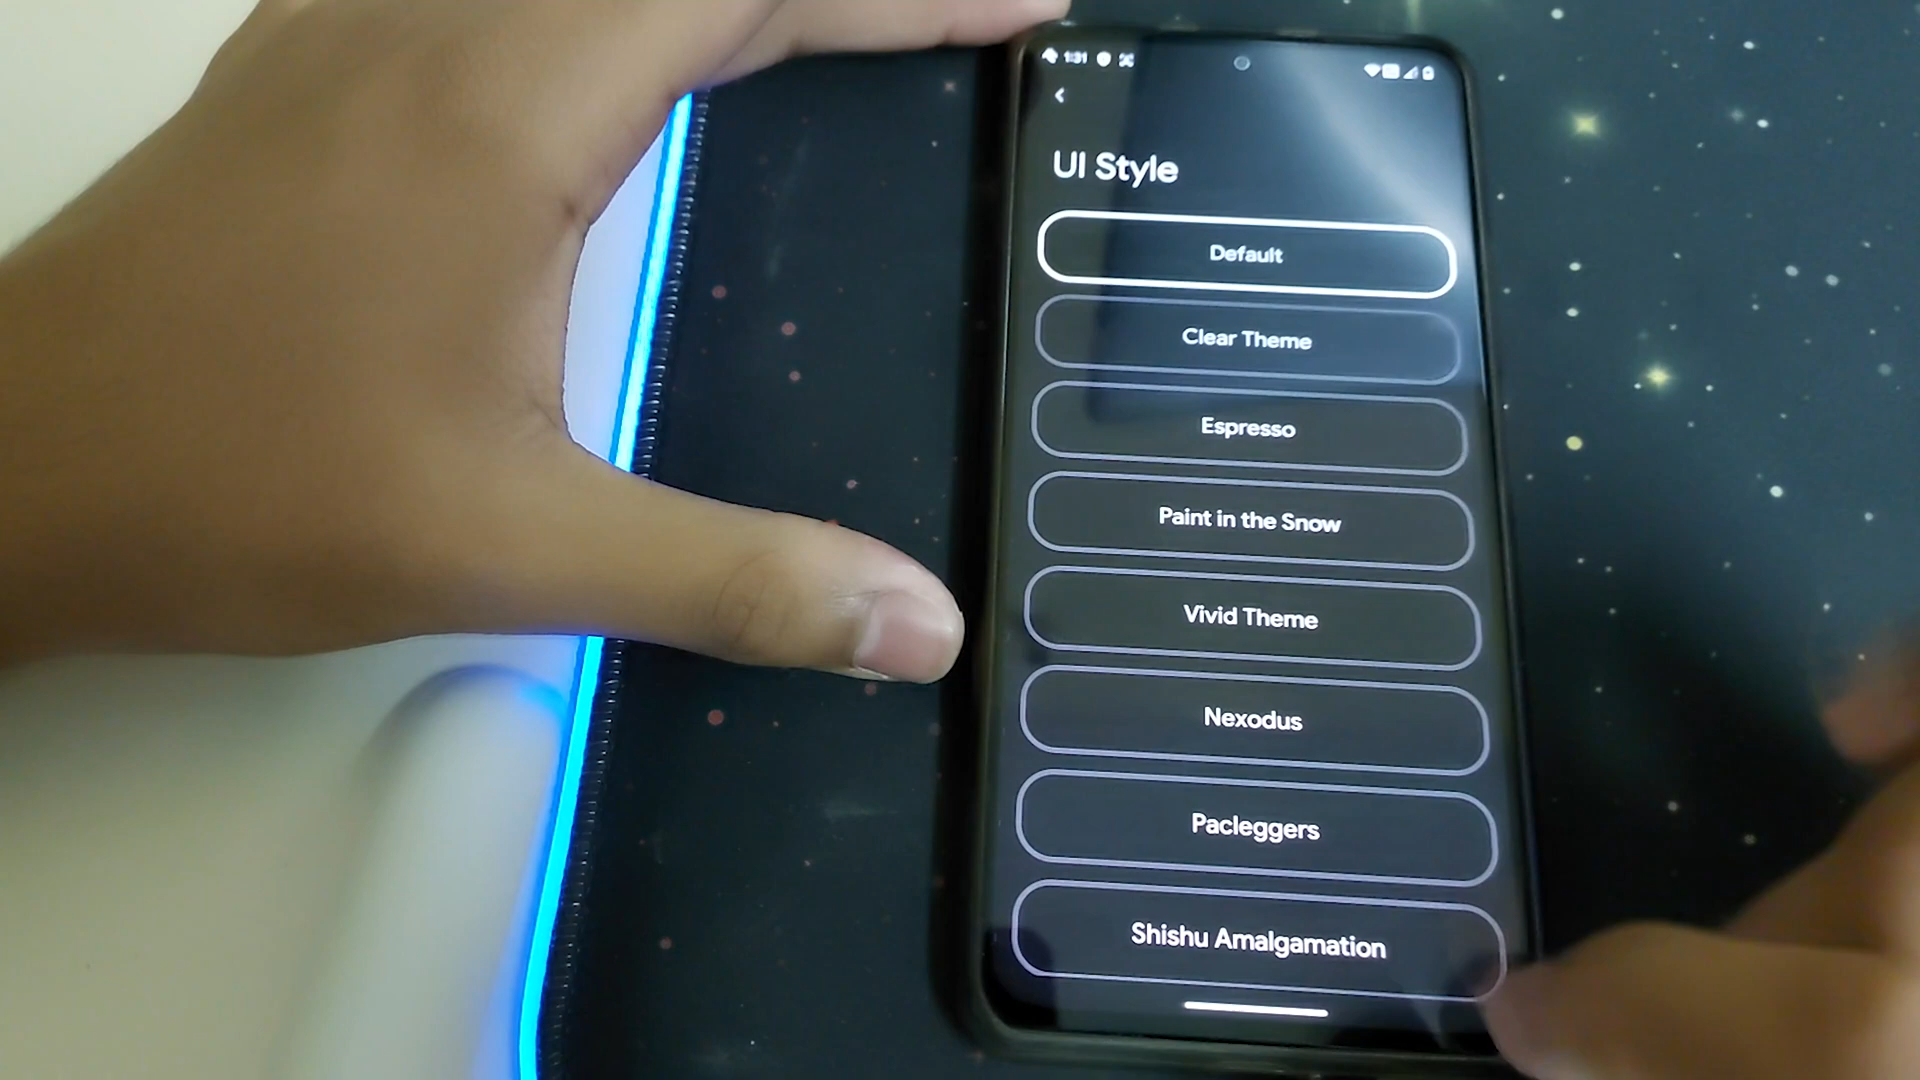 1:31
UI Style
Default
Clear Theme
Espresso
Paint in the Snow
Vivid Theme
Nexodus
Pacleggers
Shishu Amalgamation